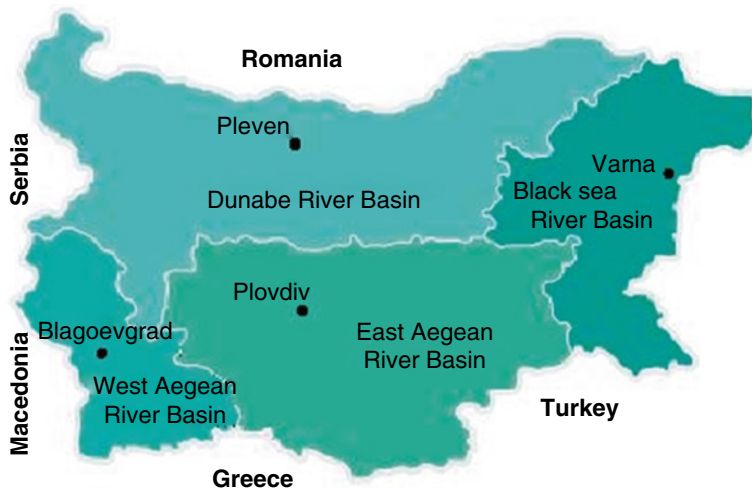 Romania
Serbia
Pleven
Varna
Dunabe River Basin
Black sea
River Basin
Plovdiv
Macedonia
Blagoevgrad
East Aegean
River Basin
West Aegean
River Basin
Turkey
Greece